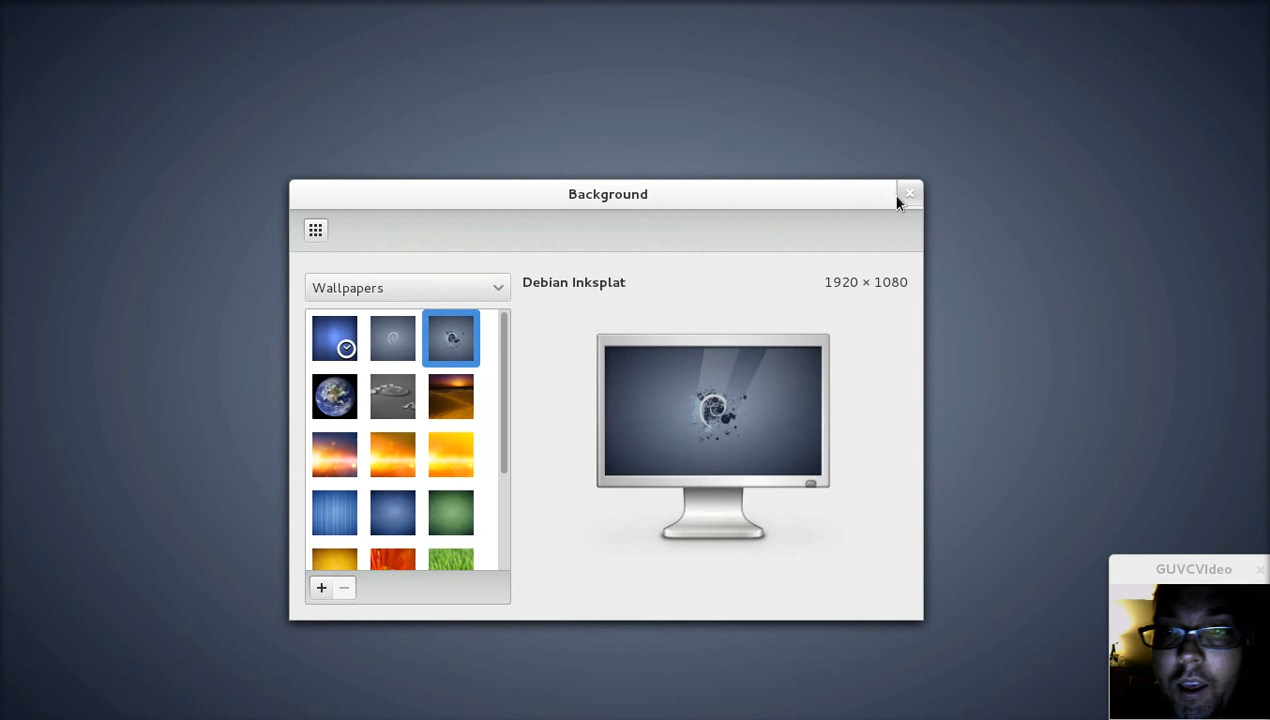 Background
Wallpapers
Debian Inksplat
1920 × 1080
GUVCVIdeo